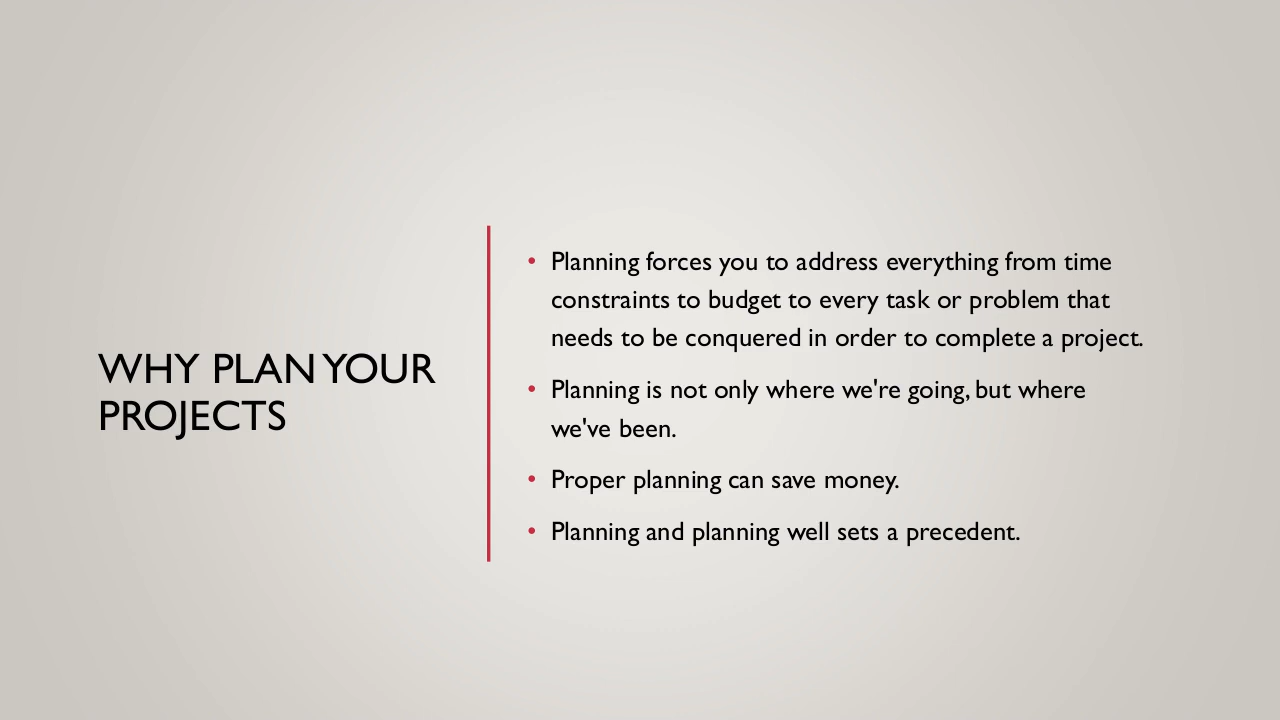 WHY PLAN YOUR
PROJECTS
• Planning forces you to address everything from time
constraints to budget to every task or problem that
needs to be conquered in order to complete a project.
• Planning is not only where we're going, but where
we've been.
• Proper planning can save money.
• Planning and planning well sets a precedent.